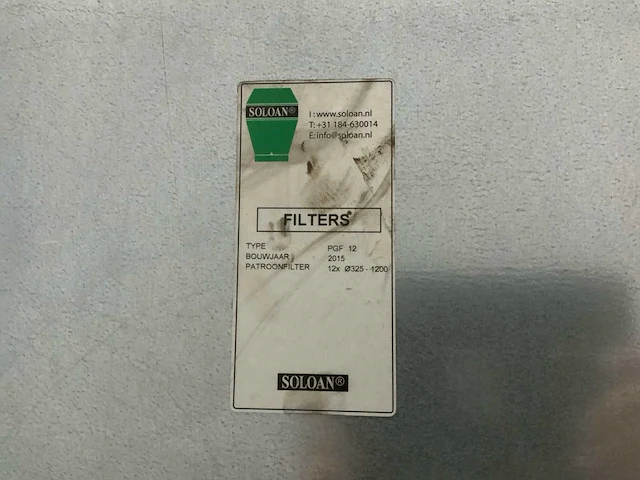 SOLOAN®
I : www.soloan.nl
T: +31 184-630014
E: info@soloan.nl
FILTERS
TYPE PGF 12
BOUWJAAR 2015
PATROONFILTER 12x Ø325 - 1200
SOLOAN®